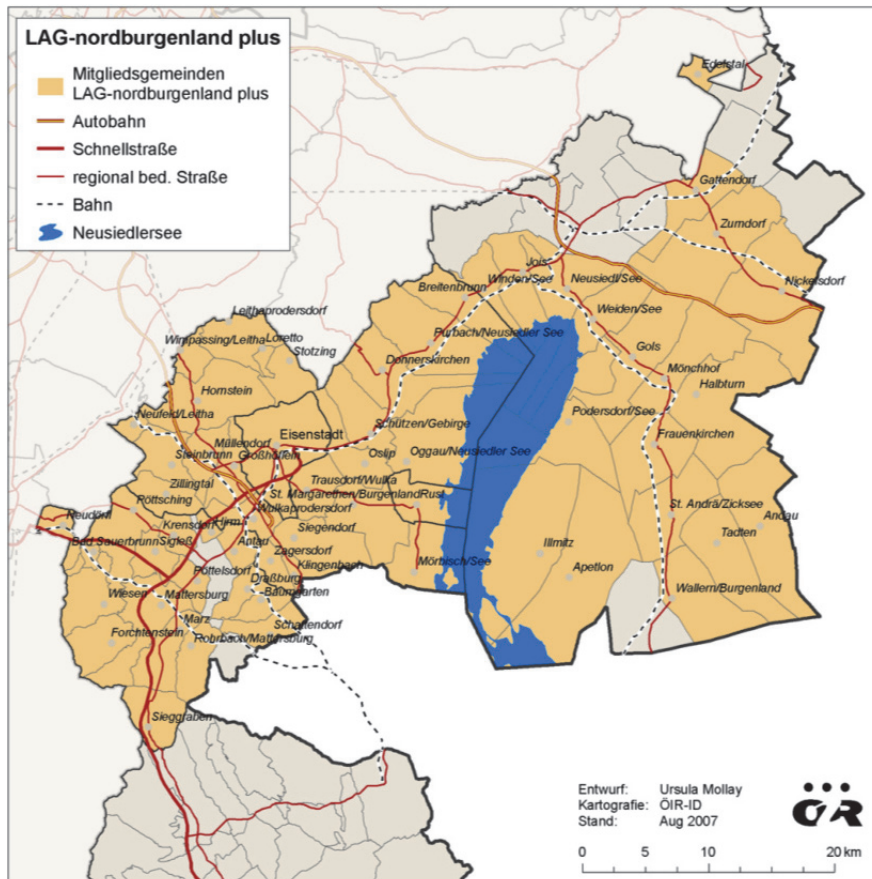 LAG-nordburgenland plus
Mitgliedsgemeinden
LAG-nordburgenland plus
Autobahn
Schnellstraße
regional bed. Straße
Bahn
Neusiedlersee
Edelstal
Gattendorf
Zurndorf
Nickelsdorf
Jois
Winden/See
Neusiedl/See
Breitenbrunn
Weiden/See
Leithaprodersdorf
Wimpassing/Leitha
Loretto
Stotzing
Purbach/Neusiedler See
Donnerskirchen
Gols
Mönchhof
Halbturn
Hornstein
Neufeld/Leitha
Podersdorf/See
Schützen/Gebirge
Eisenstadt
Müllendorf
Frauenkirchen
Steinbrunn
Großhöflein
Oslip
Oggau/Neusiedler See
Zillingtal
Trausdorf/Wulka
Pöttsching
St. Margarethen/Burgenland
Rust
Wulkaprodersdorf
St. Andrä/Zicksee
Andau
Neudörfl
Krensdorf
Hirm
Siegendorf
Tadten
Bad Sauerbrunn
Sigleß
Antau
Zagersdorf
Illmitz
Klingenbach
Mörbisch/See
Apetlon
Pöttelsdorf
Draßburg
Wiesen
Mattersburg
Baumgarten
Wallern/Burgenland
Marz
Schattendorf
Forchtenstein
Rohrbach/Mattersburg
Sieggraben
Entwurf: Ursula Mollay
Kartografie: ÖIR-ID
Stand: Aug 2007
ÖIR
0 5 10 20 km